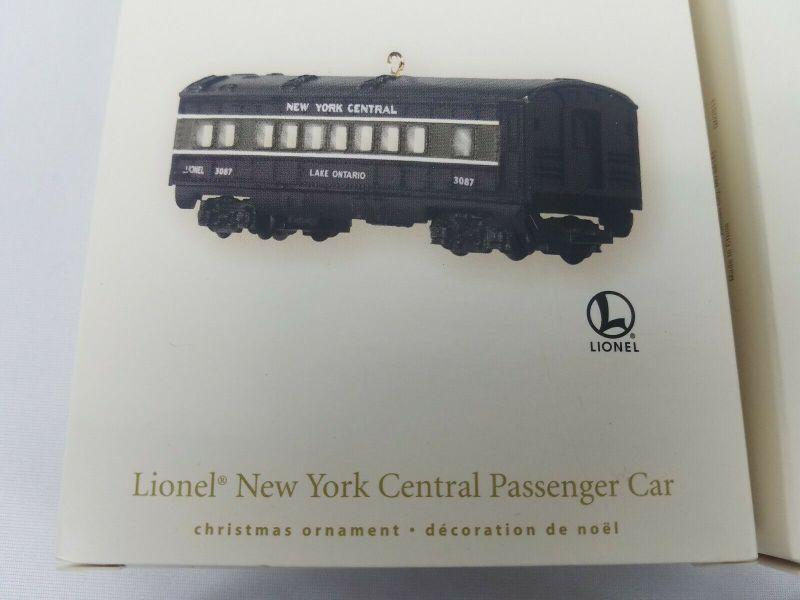 NEW YORK CENTRAL
LIONEL 3087
LAKE ONTARIO
3087
L
LIONEL
Lionel® New York Central Passenger Car
christmas ornament • décoration de noël